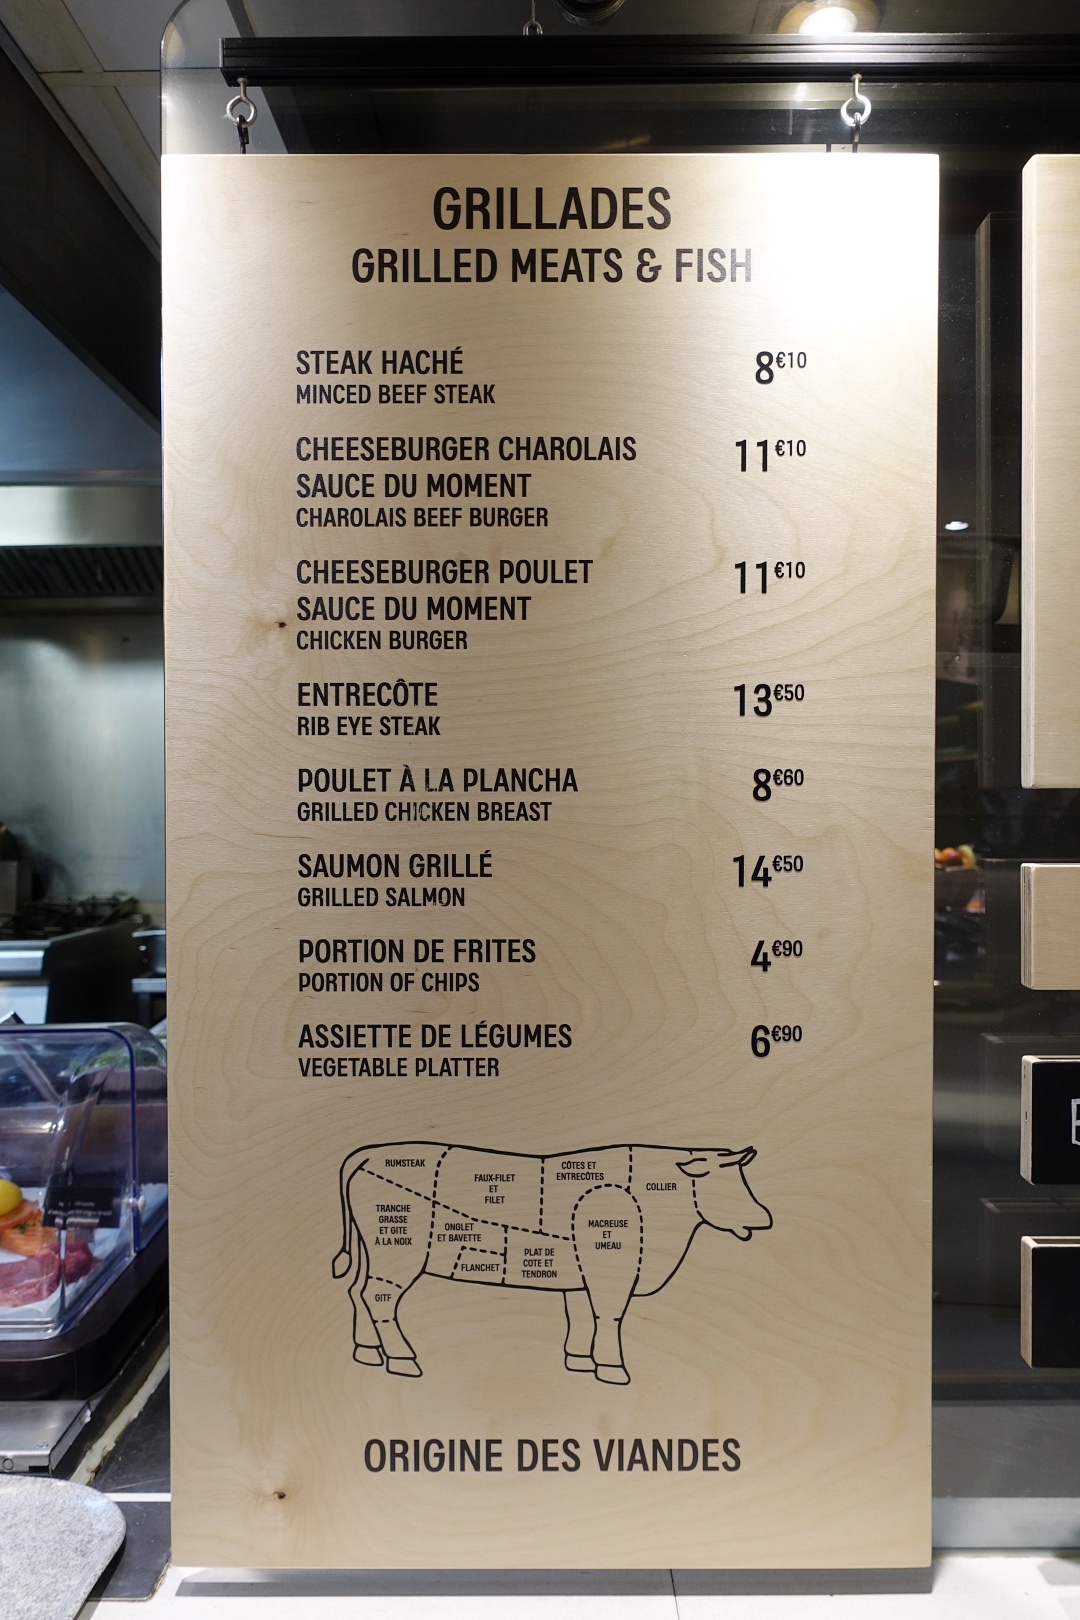 GRILLADES
GRILLED MEATS & FISH
STEAK HACHÉ 8€10
MINCED BEEF STEAK
CHEESEBURGER CHAROLAIS 11€10
SAUCE DU MOMENT
CHAROLAIS BEEF BURGER
CHEESEBURGER POULET 11€10
SAUCE DU MOMENT
CHICKEN BURGER
ENTRECÔTE 13€50
RIB EYE STEAK
POULET À LA PLANCHA 8€60
GRILLED CHICKEN BREAST
SAUMON GRILLÉ 14€50
GRILLED SALMON
PORTION DE FRITES 4€90
PORTION OF CHIPS
ASSIETTE DE LÉGUMES 6€90
VEGETABLE PLATTER
RUMSTEAK
FAUX-FILET
ET
FILET
CÔTES ET
ENTRECÔTES
COLLIER
TRANCHE
GRASSE
ET GITE
À LA NOIX
ONGLET
ET BAVETTE
FLANCHET
PLAT DE
COTE ET
TENDRON
MACREUSE
ET
UMEAU
GITF
ORIGINE DES VIANDES